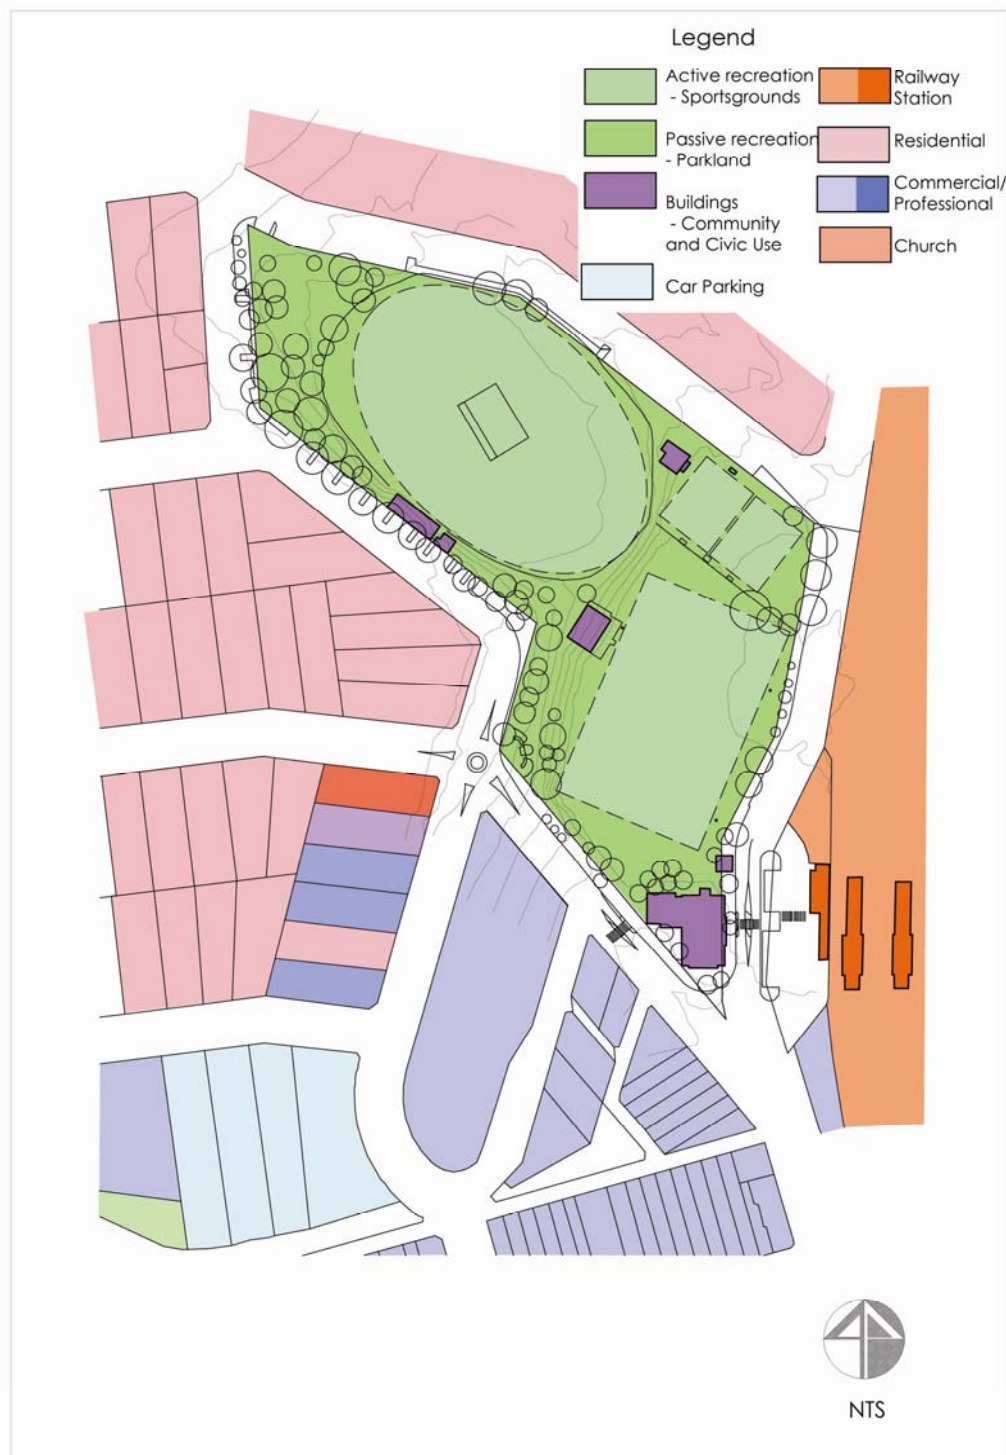 Legend
Active recreation
- Sportsgrounds
Passive recreation
- Parkland
Buildings
- Community
and Civic Use
Car Parking
Railway
Station
Residential
Commercial/
Professional
Church
NTS